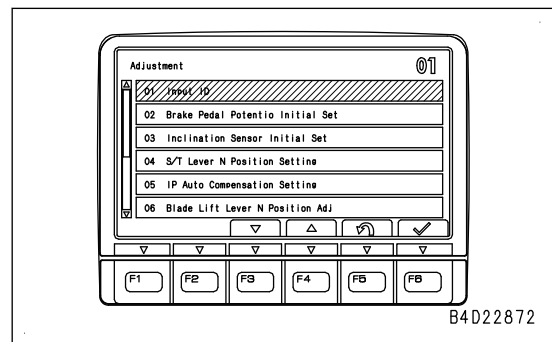 Adjustment 01
01 Input ID
02 Brake Pedal Potentio Initial Set
03 Inclination Sensor Initial Set
04 S/T Lever N Position Setting
05 IP Auto Compensation Setting
06 Blade Lift Lever N Position Adj
F1 F2 F3 F4 F5 F6
B4D22872